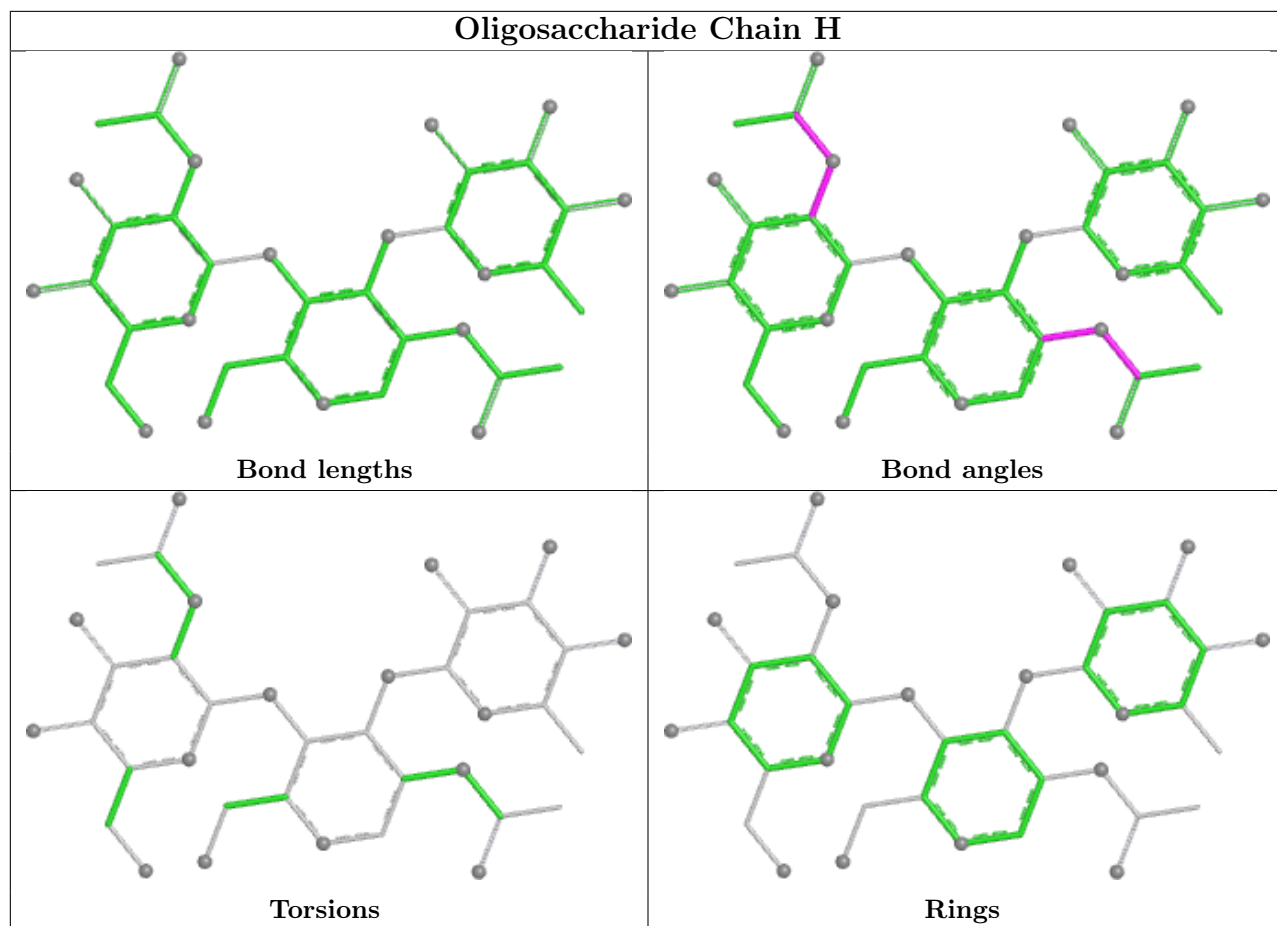 Oligosaccharide Chain H
Bond lengths
Bond angles
Torsions
Rings